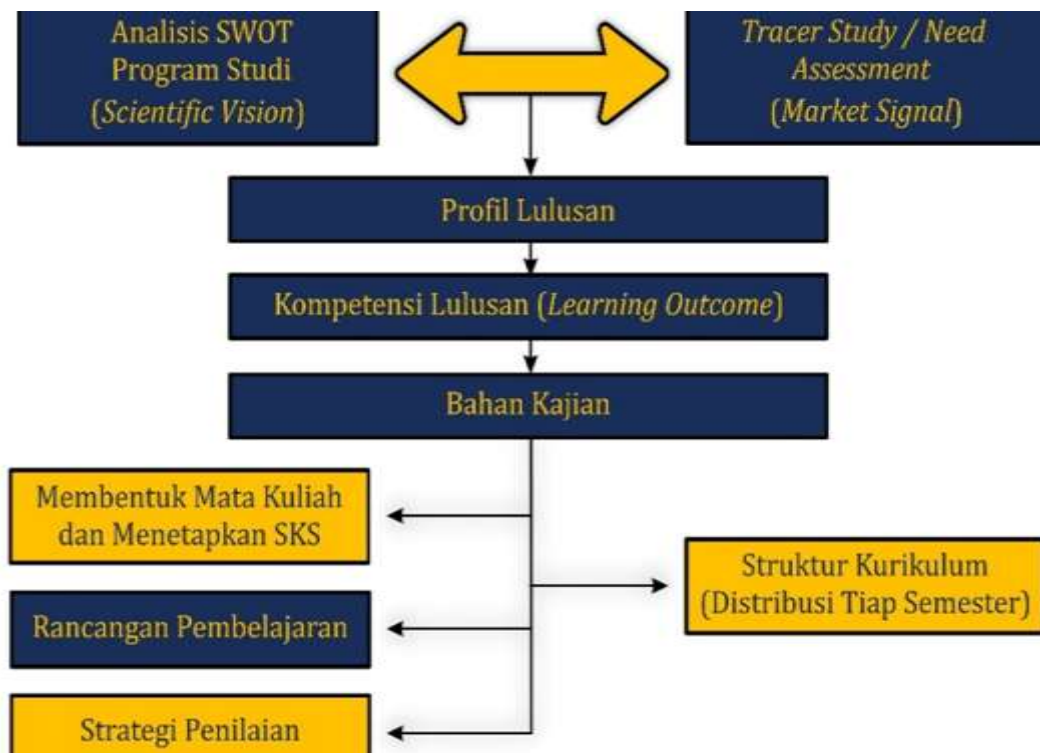 Analisis SWOT
Program Studi
(Scientific Vision)
Tracer Study / Need
Assessment
(Market Signal)
Profil Lulusan
Kompetensi Lulusan (Learning Outcome)
Bahan Kajian
Membentuk Mata Kuliah
dan Menetapkan SKS
Struktur Kurikulum
(Distribusi Tiap Semester)
Rancangan Pembelajaran
Strategi Penilaian